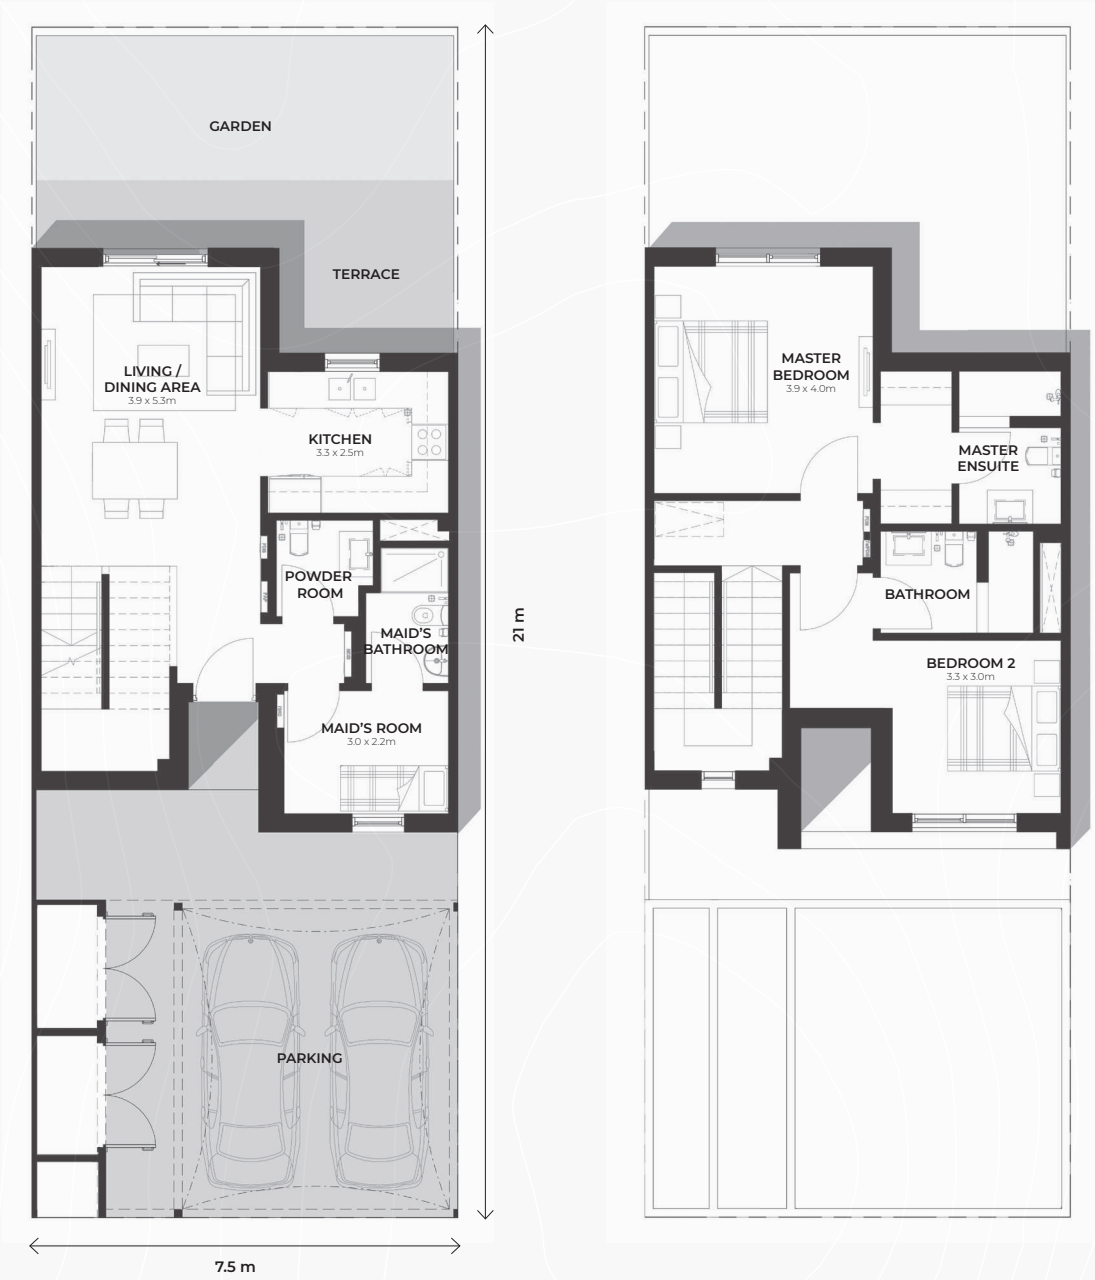 GARDEN
TERRACE
LIVING /
DINING AREA
3.9 x 5.3m
KITCHEN
3.3 x 2.5m
POWDER
ROOM
MAID'S
BATHROOM
MAID'S ROOM
3.0 x 2.2m
PARKING
7.5 m
21 m
MASTER
BEDROOM
3.9 x 4.0m
MASTER
ENSUITE
BATHROOM
BEDROOM 2
3.3 x 3.0m